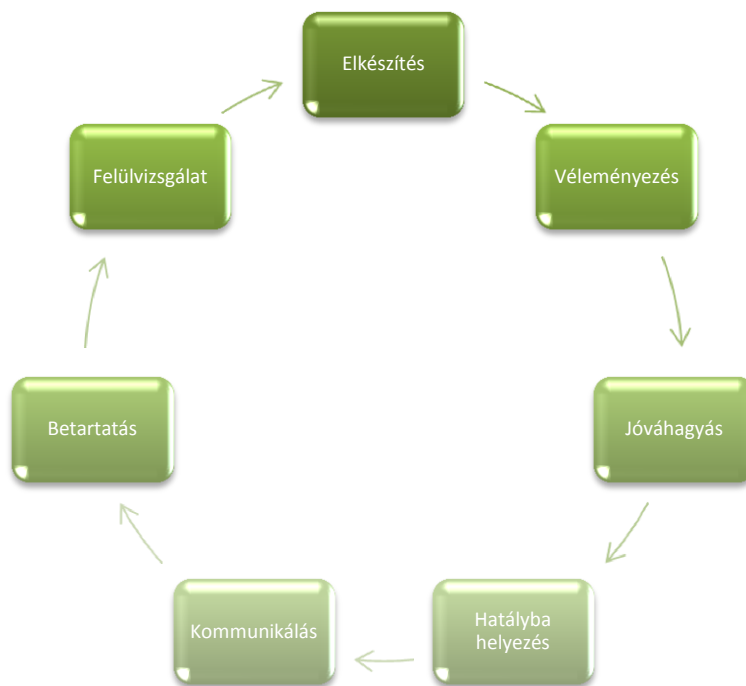 Elkészítés
Véleményezés
Jóváhagyás
Hatályba
helyezés
Kommunikálás
Betartatás
Felülvizsgálat